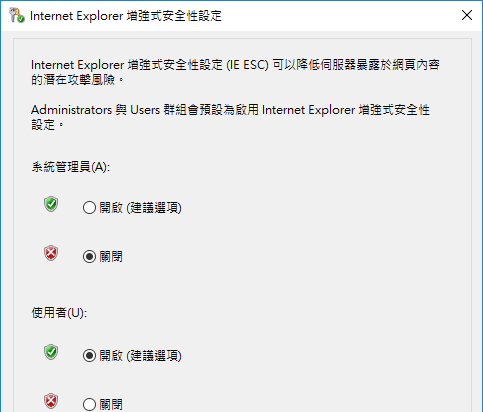 Internet Explorer 增強式安全性設定
Internet Explorer 增強式安全性設定 (IE ESC) 可以降低伺服器暴露於網頁內容
的潛在攻擊風險。
Administrators 與 Users 群組會預設為啟用 Internet Explorer 增強式安全性
設定。
系統管理員(A):
開啟 (建議選項)
關閉
使用者(U):
開啟 (建議選項)
關閉